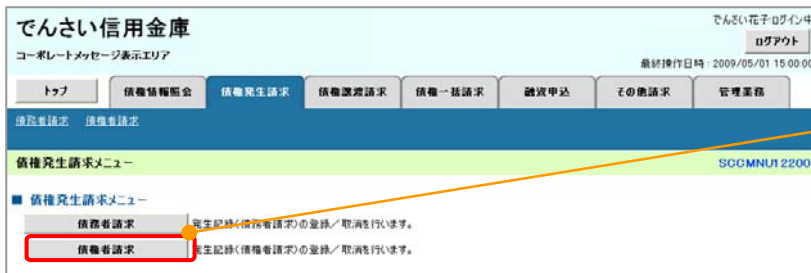 でんさい信用金庫
でんさい花子ログイン中
ログアウト
コーポレートメッセージ表示エリア
最終操作日時：2009/05/01 15:00:00
トップ 債権情報照会 債権発生請求 債権譲渡請求 債権一括請求 融資申込 その他請求 管理業務
債務者請求 債権者請求
債権発生請求メニュー SCCMNU12200
■ 債権発生請求メニュー
債務者請求 発生記録(債務者請求)の登録／取消を行います。
債権者請求 発生記録(債権者請求)の登録／取消を行います。